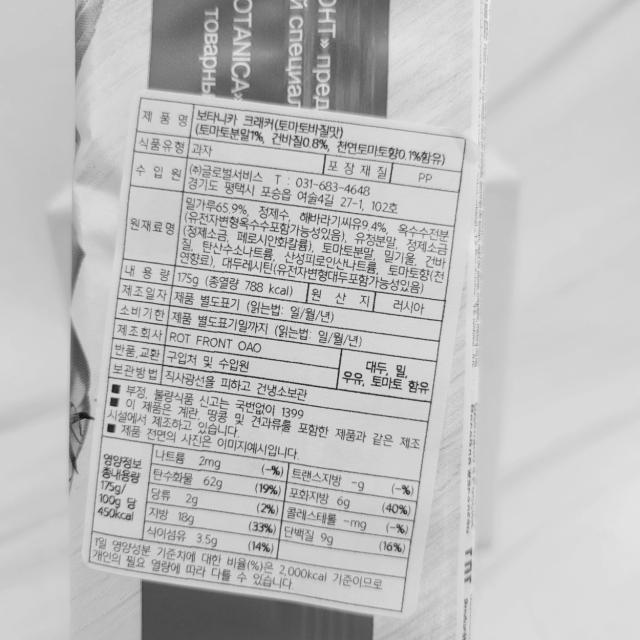 제품명 보타니카 크래커(토마토바질맛)
(토마토분말1%, 건바질0.8%, 천연토마토향0.1%함유)
식품유형 과자 포장재질 PP
수입원 ㈜글로벌서비스 T : 031-683-4648
경기도 평택시 포승읍 여술4길 27-1, 102호
원재료명 밀가루65.9%, 정제수, 해바라기씨유9.4%, 옥수수전분
(유전자변형옥수수포함가능성있음), 유청분말, 정제소금
(정제소금, 페로시안화칼륨), 토마토분말, 밀기울, 건바
질, 탄산수소나트륨, 산성피로인산나트륨, 토마토향(천
연향료), 대두레시틴(유전자변형대두포함가능성있음)
내용량 175g (총열량 788 kcal) 원산지 러시아
제조일자 제품 별도표기 (읽는법: 일/월/년)
소비기한 제품 별도표기일까지 (읽는법: 일/월/년)
제조회사 ROT FRONT OAO
반품,교환 구입처 및 수입원
보관방법 직사광선을 피하고 건냉소보관
대두, 밀,
우유, 토마토 함유
■ 부정, 불량식품 신고는 국번없이 1399
■ 이 제품은 계란, 땅콩 및 견과류를 포함한 제품과 같은 제조
시설에서 제조하고 있습니다.
■ 제품 전면의 사진은 이미지예시입니다.
영양정보
총내용량
175g/
100g 당
450kcal
나트륨 2mg (-%) 트랜스지방 -g (-%)
탄수화물 62g (19%) 포화지방 6g (40%)
당류 2g (2%) 콜레스테롤 -mg (-%)
지방 18g (33%) 단백질 9g (16%)
식이섬유 3.5g (14%)
1일 영양성분 기준치에 대한 비율(%)은 2,000kcal 기준이므로
개인의 필요 열량에 따라 다를 수 있습니다.
ОНТ» пред
й специал
OTANICA»
товарнь